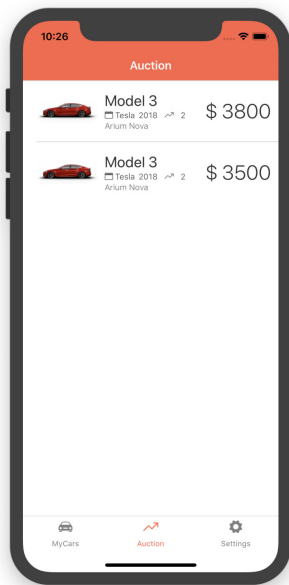 10:26
Auction
Model 3
Tesla 2018 2
Arium Nova
$ 3800
Model 3
Tesla 2018 2
Arium Nova
$ 3500
MyCars Auction Settings